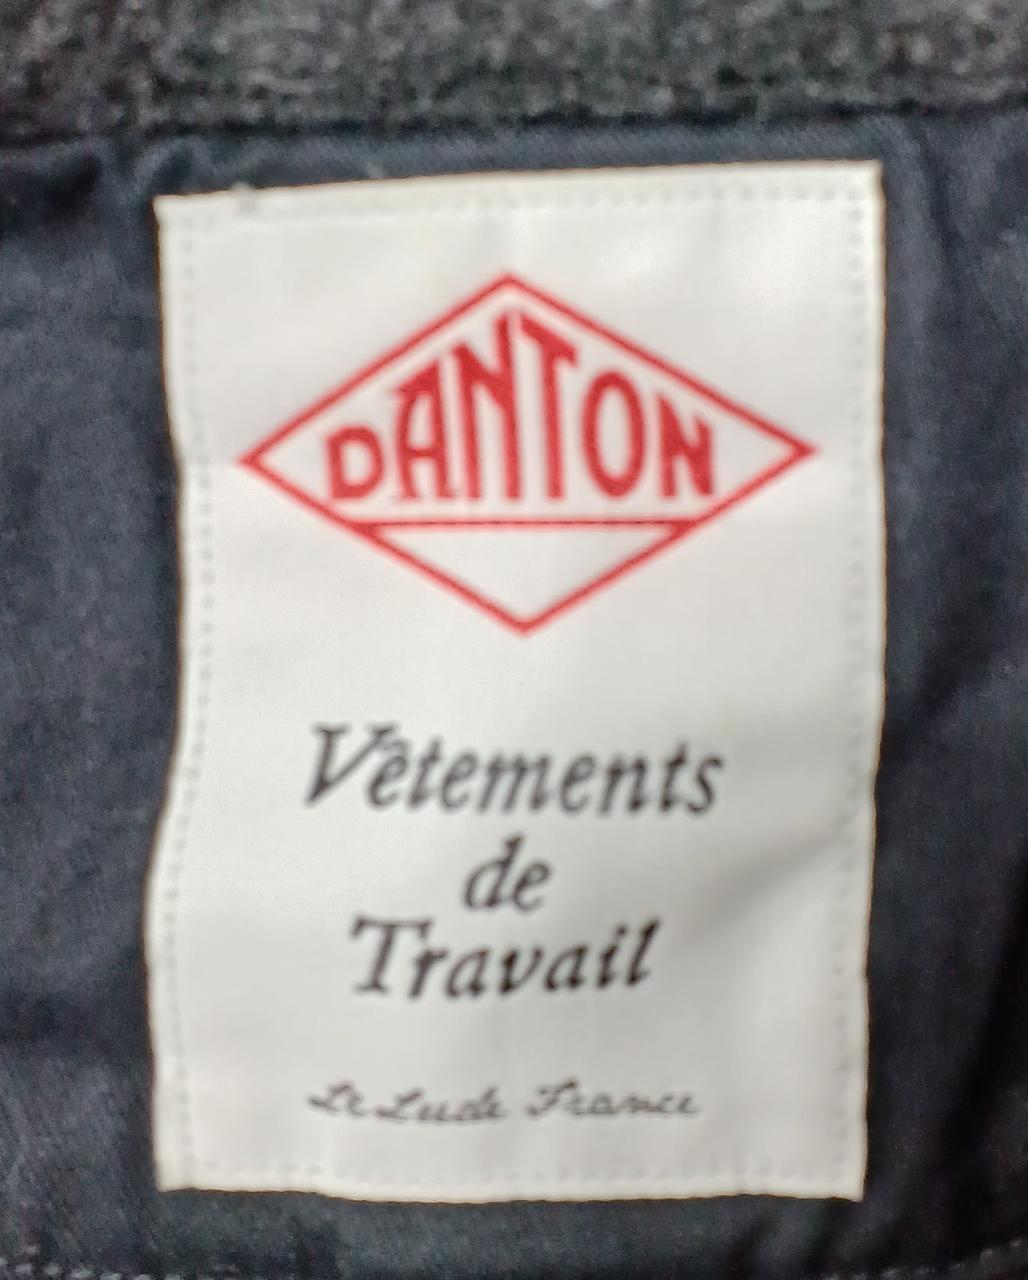 DANTON
Vêtements
de
Travail
Le Lude France